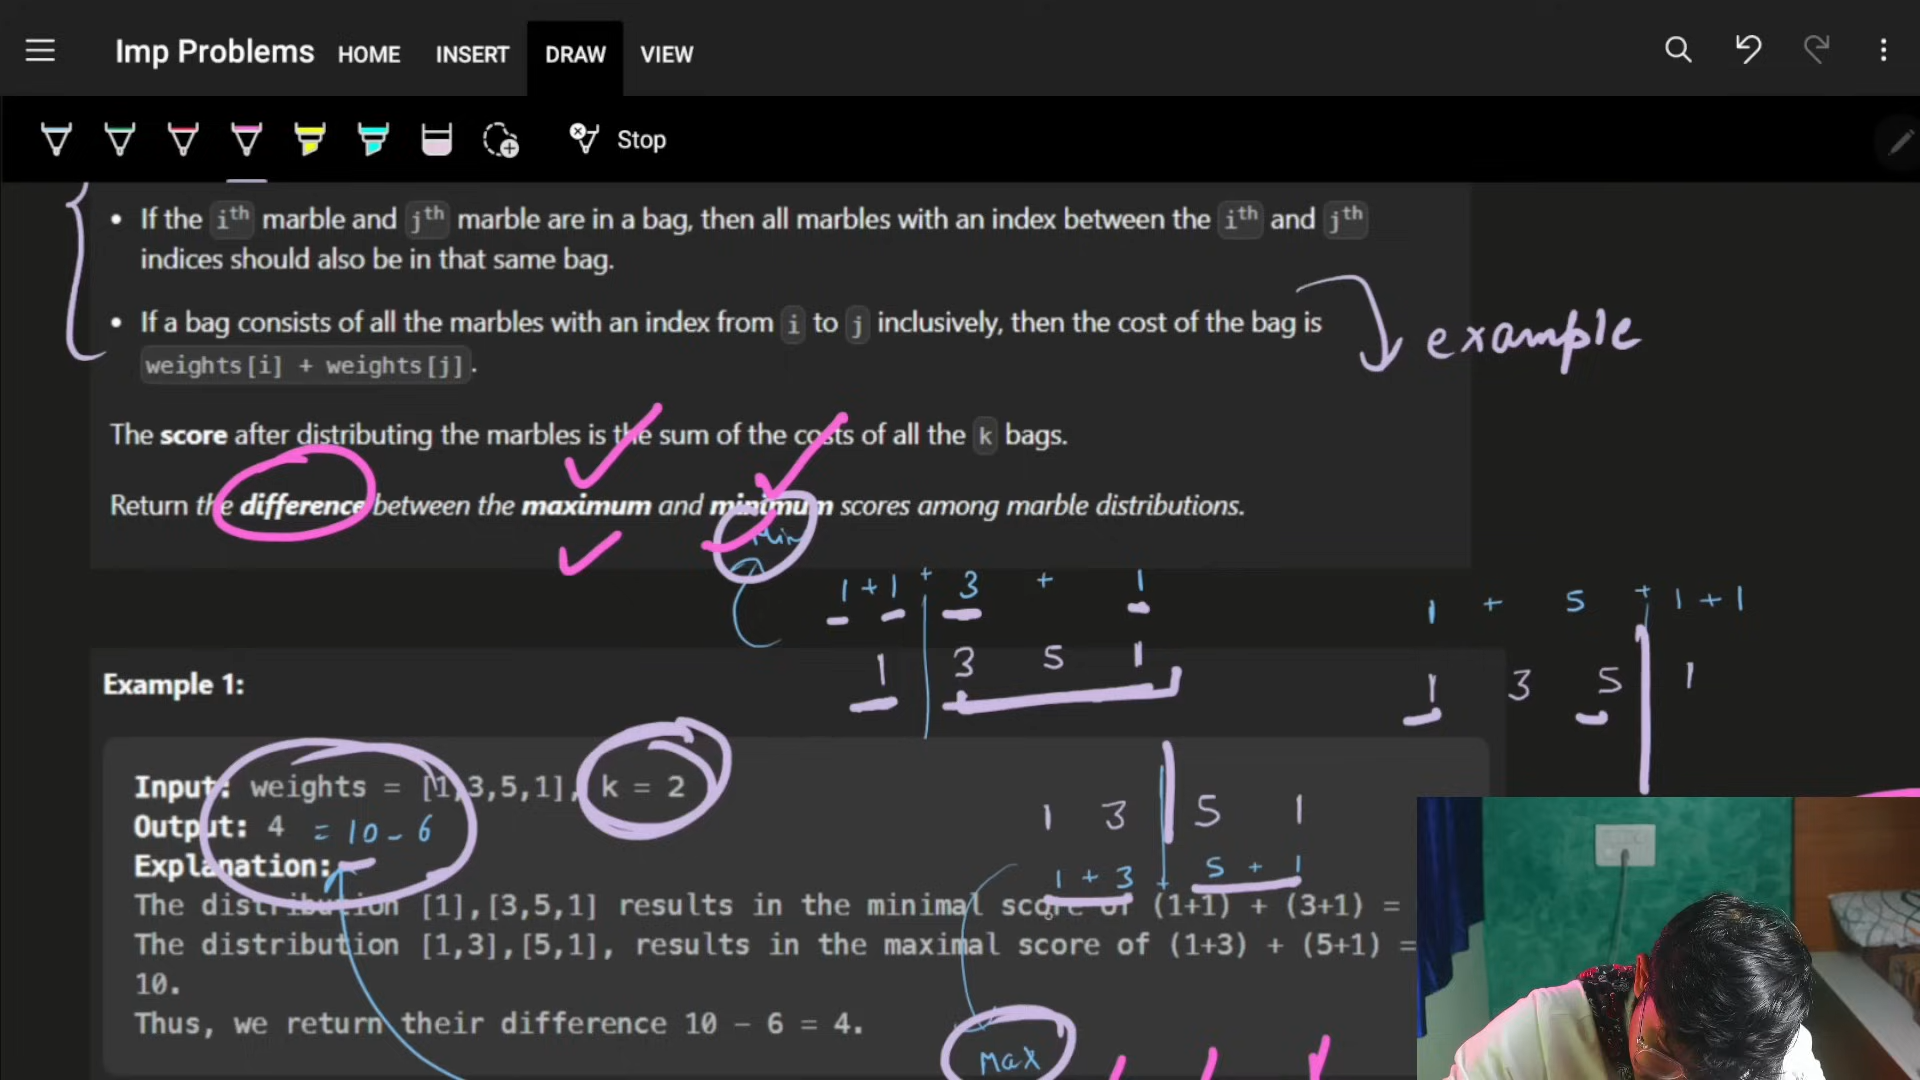 Imp Problems HOME INSERT DRAW VIEW
Stop
• If the ith marble and jth marble are in a bag, then all marbles with an index between the ith and jth
indices should also be in that same bag.
• If a bag consists of all the marbles with an index from i to j inclusively, then the cost of the bag is
weights[i] + weights[j].
example
The score after distributing the marbles is the sum of the costs of all the k bags.
Return the difference between the maximum and minimum scores among marble distributions.
Min
1 + 1 + 3 + 1
1 + 5 + 1 + 1
1 3 5 1
1 3 5 1
Example 1:
Input: weights = [1,3,5,1], k = 2
Output: 4 = 10 - 6
Explanation:
1 3 5 1
1 + 3 + 5 + 1
The distribution [1],[3,5,1] results in the minimal score of (1+1) + (3+1) =
The distribution [1,3],[5,1], results in the maximal score of (1+3) + (5+1) =
10.
Thus, we return their difference 10 - 6 = 4.
Max